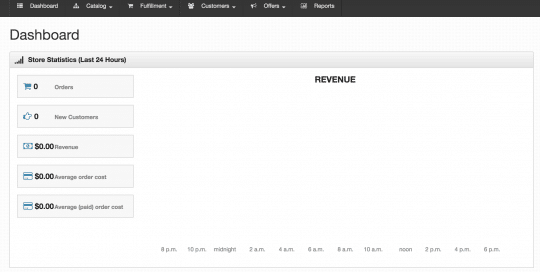 Dashboard Catalog Fulfillment Customers Offers Reports
Dashboard
Store Statistics (Last 24 Hours)
REVENUE
0 Orders
0 New Customers
$0.00 Revenue
$0.00 Average order cost
$0.00 Average (paid) order cost
8 p.m. 10 p.m. midnight 2 a.m. 4 a.m. 6 a.m. 8 a.m. 10 a.m. noon 2 p.m. 4 p.m. 6 p.m.